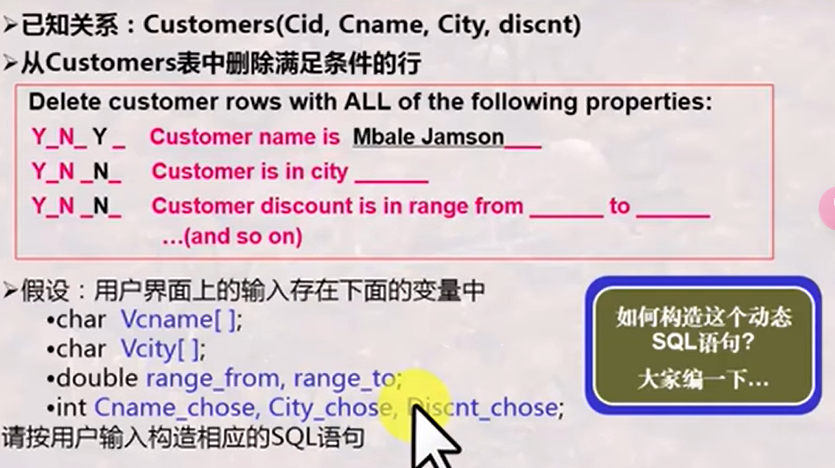 ➢已知关系：Customers(Cid, Cname, City, discnt)
➢从Customers表中删除满足条件的行
Delete customer rows with ALL of the following properties:
Y_N_ Y _ Customer name is Mbale Jamson___
Y_N _N_ Customer is in city ______
Y_N _N_ Customer discount is in range from ______ to ______
…(and so on)
➢假设：用户界面上的输入存在下面的变量中
•char Vcname[ ];
•char Vcity[ ];
•double range_from, range_to;
•int Cname_chose, City_chose, Discnt_chose;
请按用户输入构造相应的SQL语句
如何构造这个动态
SQL语句?
大家编一下...